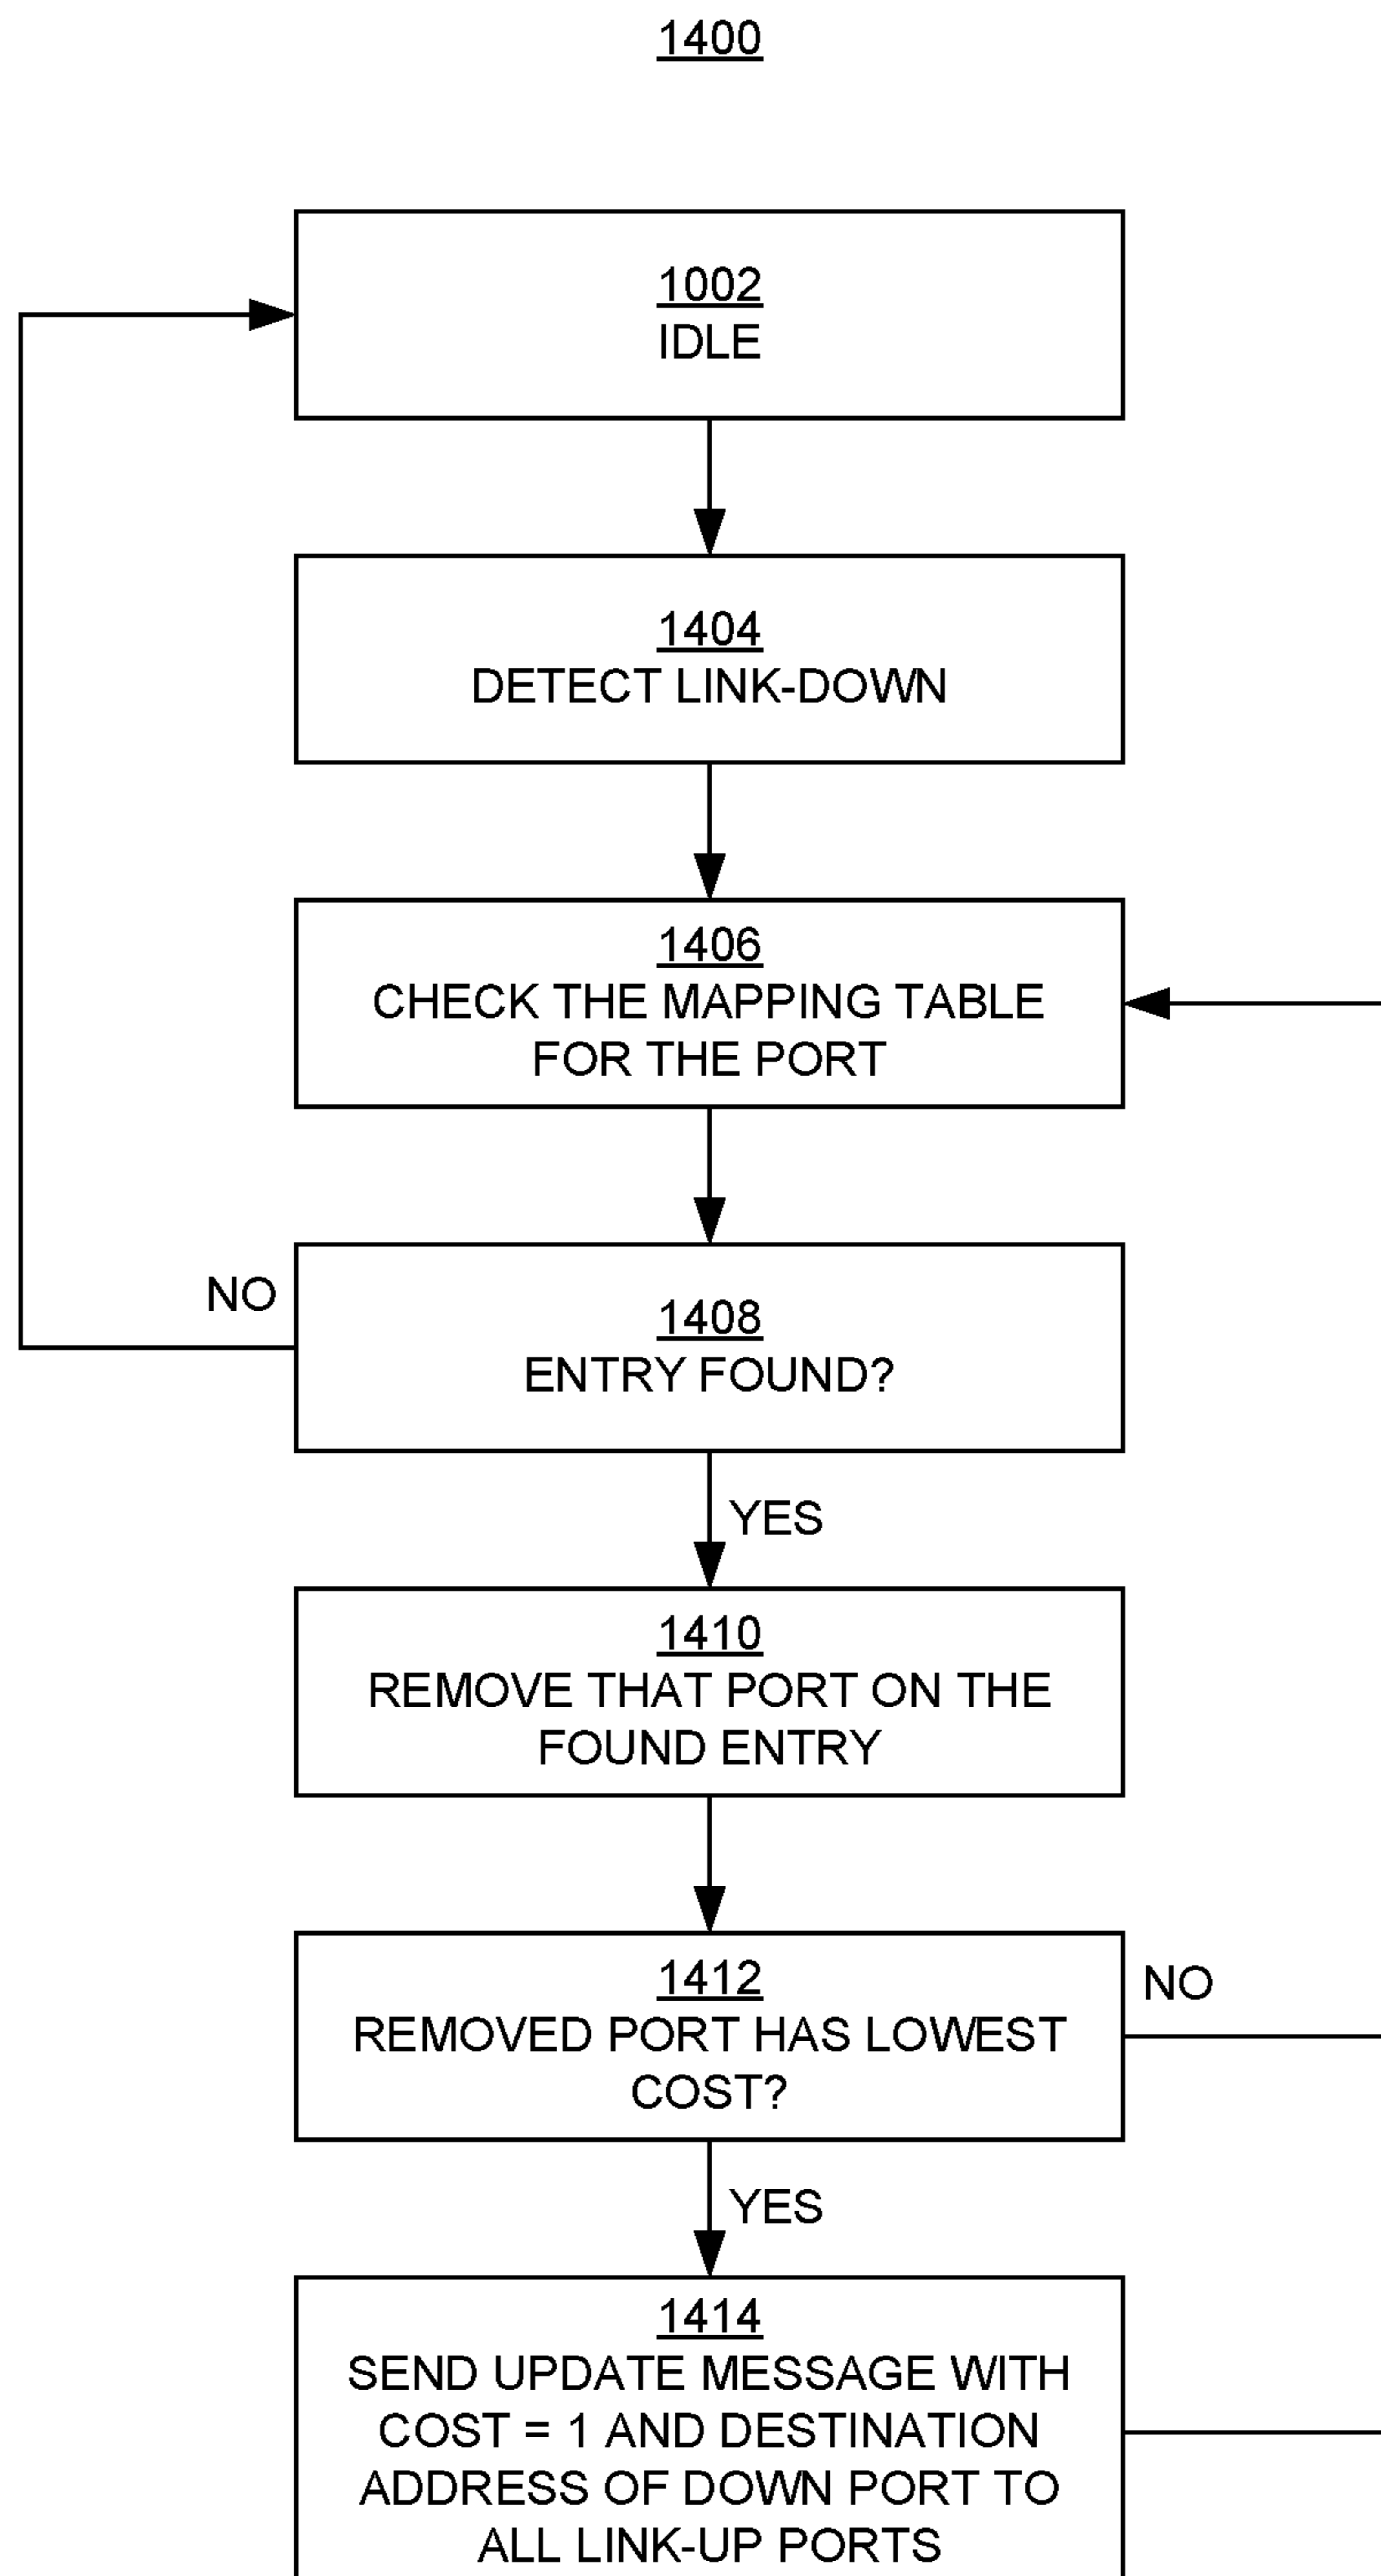 1400
1002
IDLE
1404
DETECT LINK-DOWN
1406
CHECK THE MAPPING TABLE
FOR THE PORT
NO
1408
ENTRY FOUND?
YES
1410
REMOVE THAT PORT ON THE
FOUND ENTRY
1412
REMOVED PORT HAS LOWEST
COST?
NO
YES
1414
SEND UPDATE MESSAGE WITH
COST = 1 AND DESTINATION
ADDRESS OF DOWN PORT TO
ALL LINK-UP PORTS